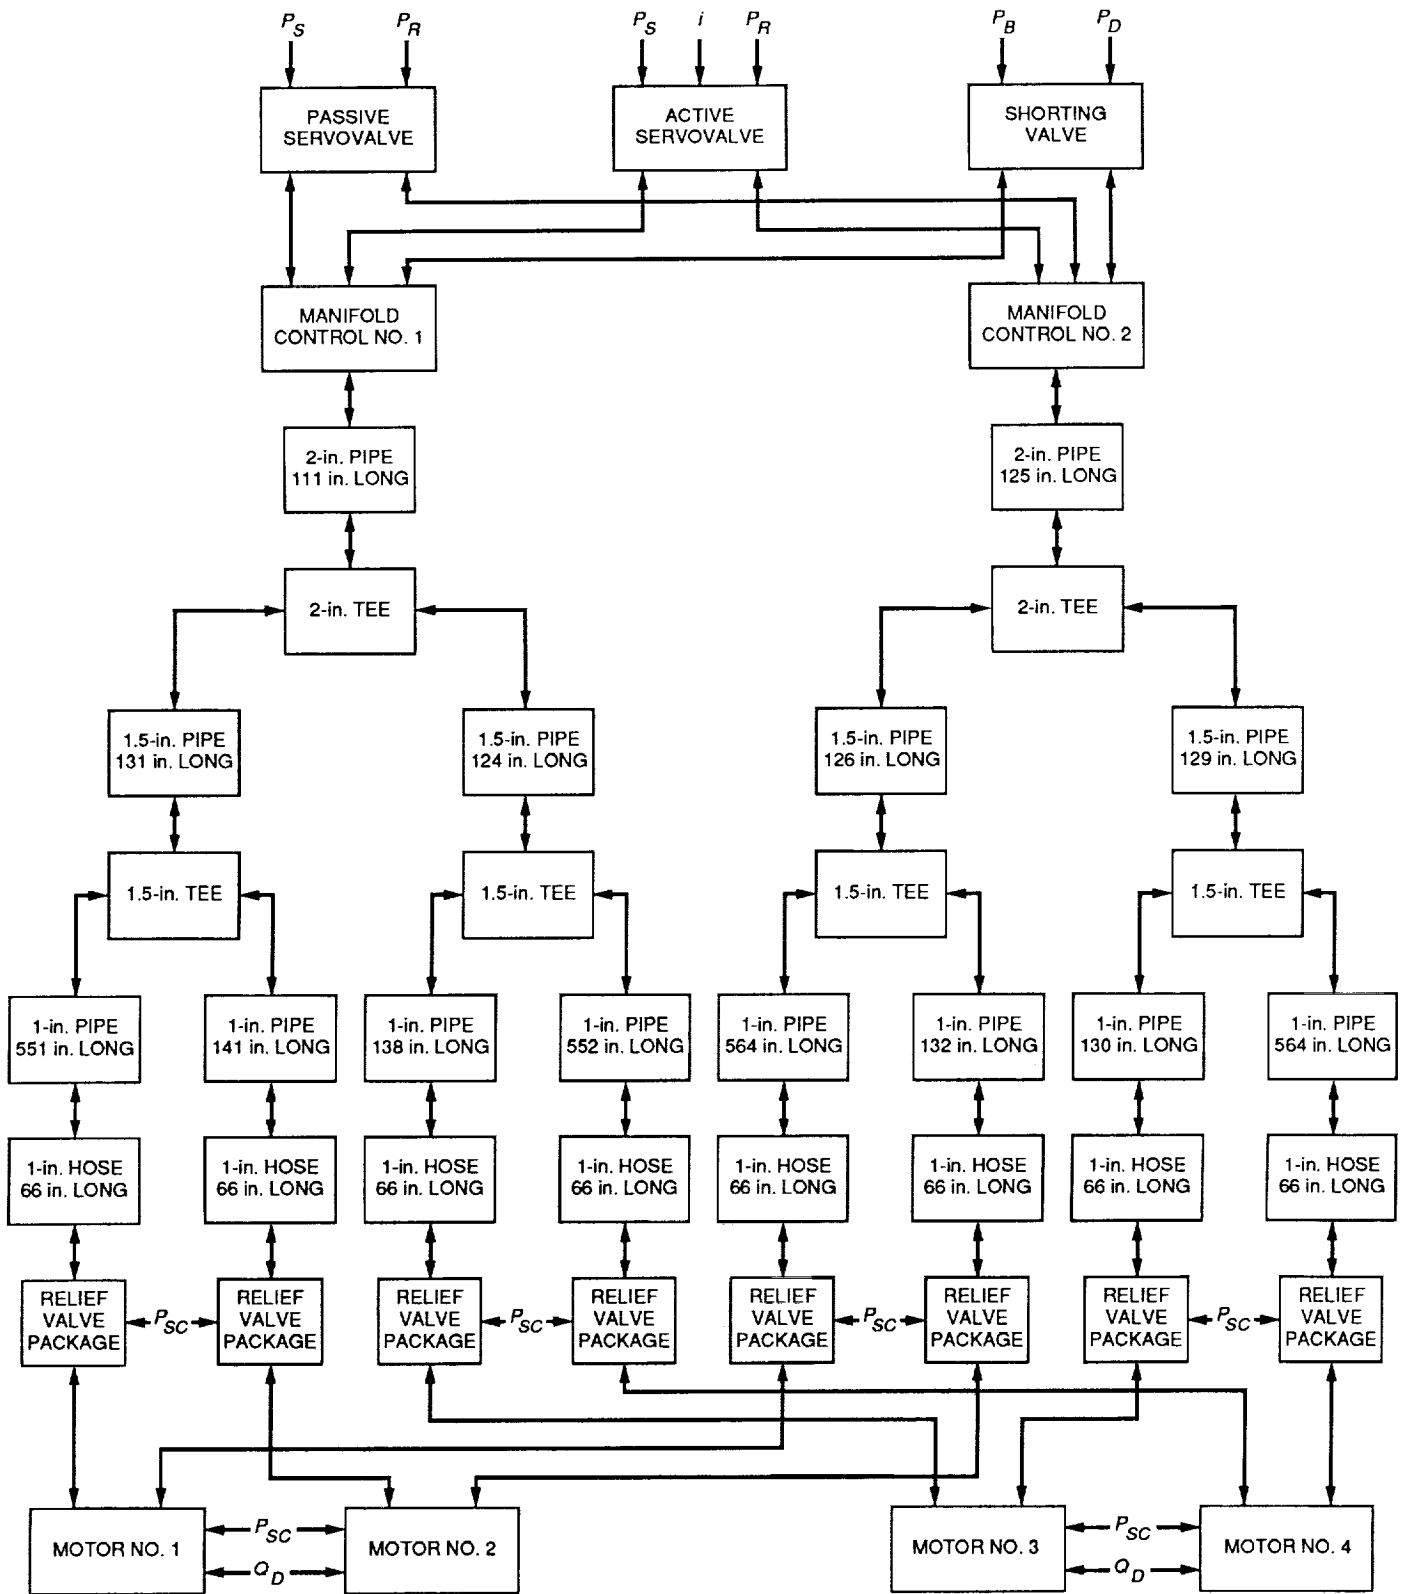 P_S P_R P_S i P_R P_B P_D
PASSIVE
SERVOVALVE
ACTIVE
SERVOVALVE
SHORTING
VALVE
MANIFOLD
CONTROL NO. 1
MANIFOLD
CONTROL NO. 2
2-in. PIPE
111 in. LONG
2-in. PIPE
125 in. LONG
2-in. TEE
2-in. TEE
1.5-in. PIPE
131 in. LONG
1.5-in. PIPE
124 in. LONG
1.5-in. PIPE
126 in. LONG
1.5-in. PIPE
129 in. LONG
1.5-in. TEE
1.5-in. TEE
1.5-in. TEE
1.5-in. TEE
1-in. PIPE
551 in. LONG
1-in. PIPE
141 in. LONG
1-in. PIPE
138 in. LONG
1-in. PIPE
552 in. LONG
1-in. PIPE
564 in. LONG
1-in. PIPE
132 in. LONG
1-in. PIPE
130 in. LONG
1-in. PIPE
564 in. LONG
1-in. HOSE
66 in. LONG
1-in. HOSE
66 in. LONG
1-in. HOSE
66 in. LONG
1-in. HOSE
66 in. LONG
1-in. HOSE
66 in. LONG
1-in. HOSE
66 in. LONG
1-in. HOSE
66 in. LONG
1-in. HOSE
66 in. LONG
RELIEF
VALVE
PACKAGE
P_SC
RELIEF
VALVE
PACKAGE
RELIEF
VALVE
PACKAGE
P_SC
RELIEF
VALVE
PACKAGE
RELIEF
VALVE
PACKAGE
P_SC
RELIEF
VALVE
PACKAGE
RELIEF
VALVE
PACKAGE
P_SC
RELIEF
VALVE
PACKAGE
MOTOR NO. 1
P_SC
Q_D
MOTOR NO. 2
MOTOR NO. 3
P_SC
Q_D
MOTOR NO. 4